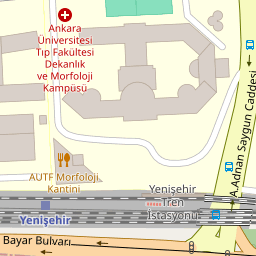 Ankara
Üniversitesi
Tıp Fakültesi
Dekanlık
ve Morfoloji
Kampüsü
A.Adnan Saygun Caddesi
AUTF Morfoloji
Kantini
Yenişehir
Tren
İstasyonu
Yenişehir
Bayar Bulvarı